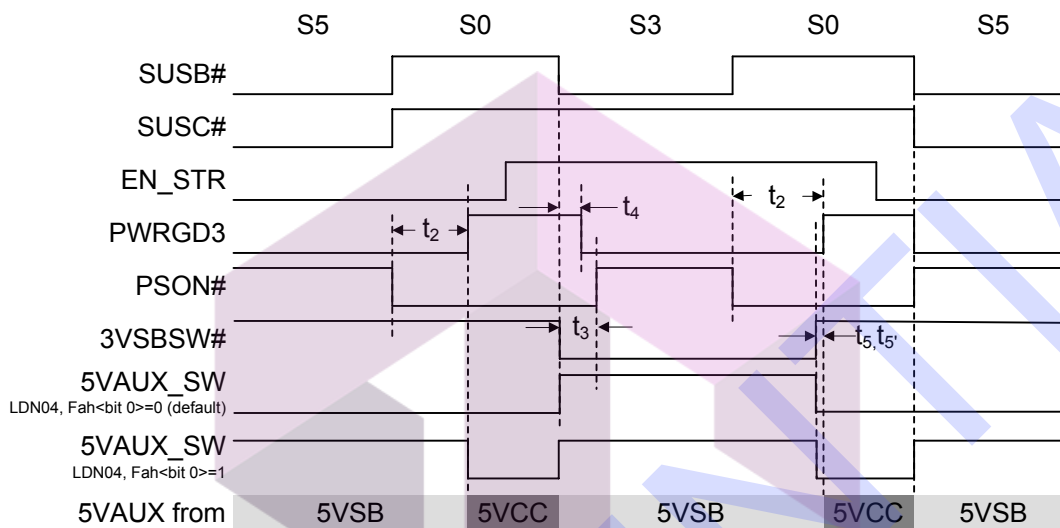 S5 S0 S3 S0 S5
SUSB#
SUSC#
EN_STR
t2
t4
PWRGD3
t2
PSON#
3VSBSW#
t3
t5,t5'
5VAUX_SW
LDN04, Fah<bit 0>=0 (default)
5VAUX_SW
LDN04, Fah<bit 0>=1
5VAUX from 5VSB 5VCC 5VSB 5VCC 5VSB